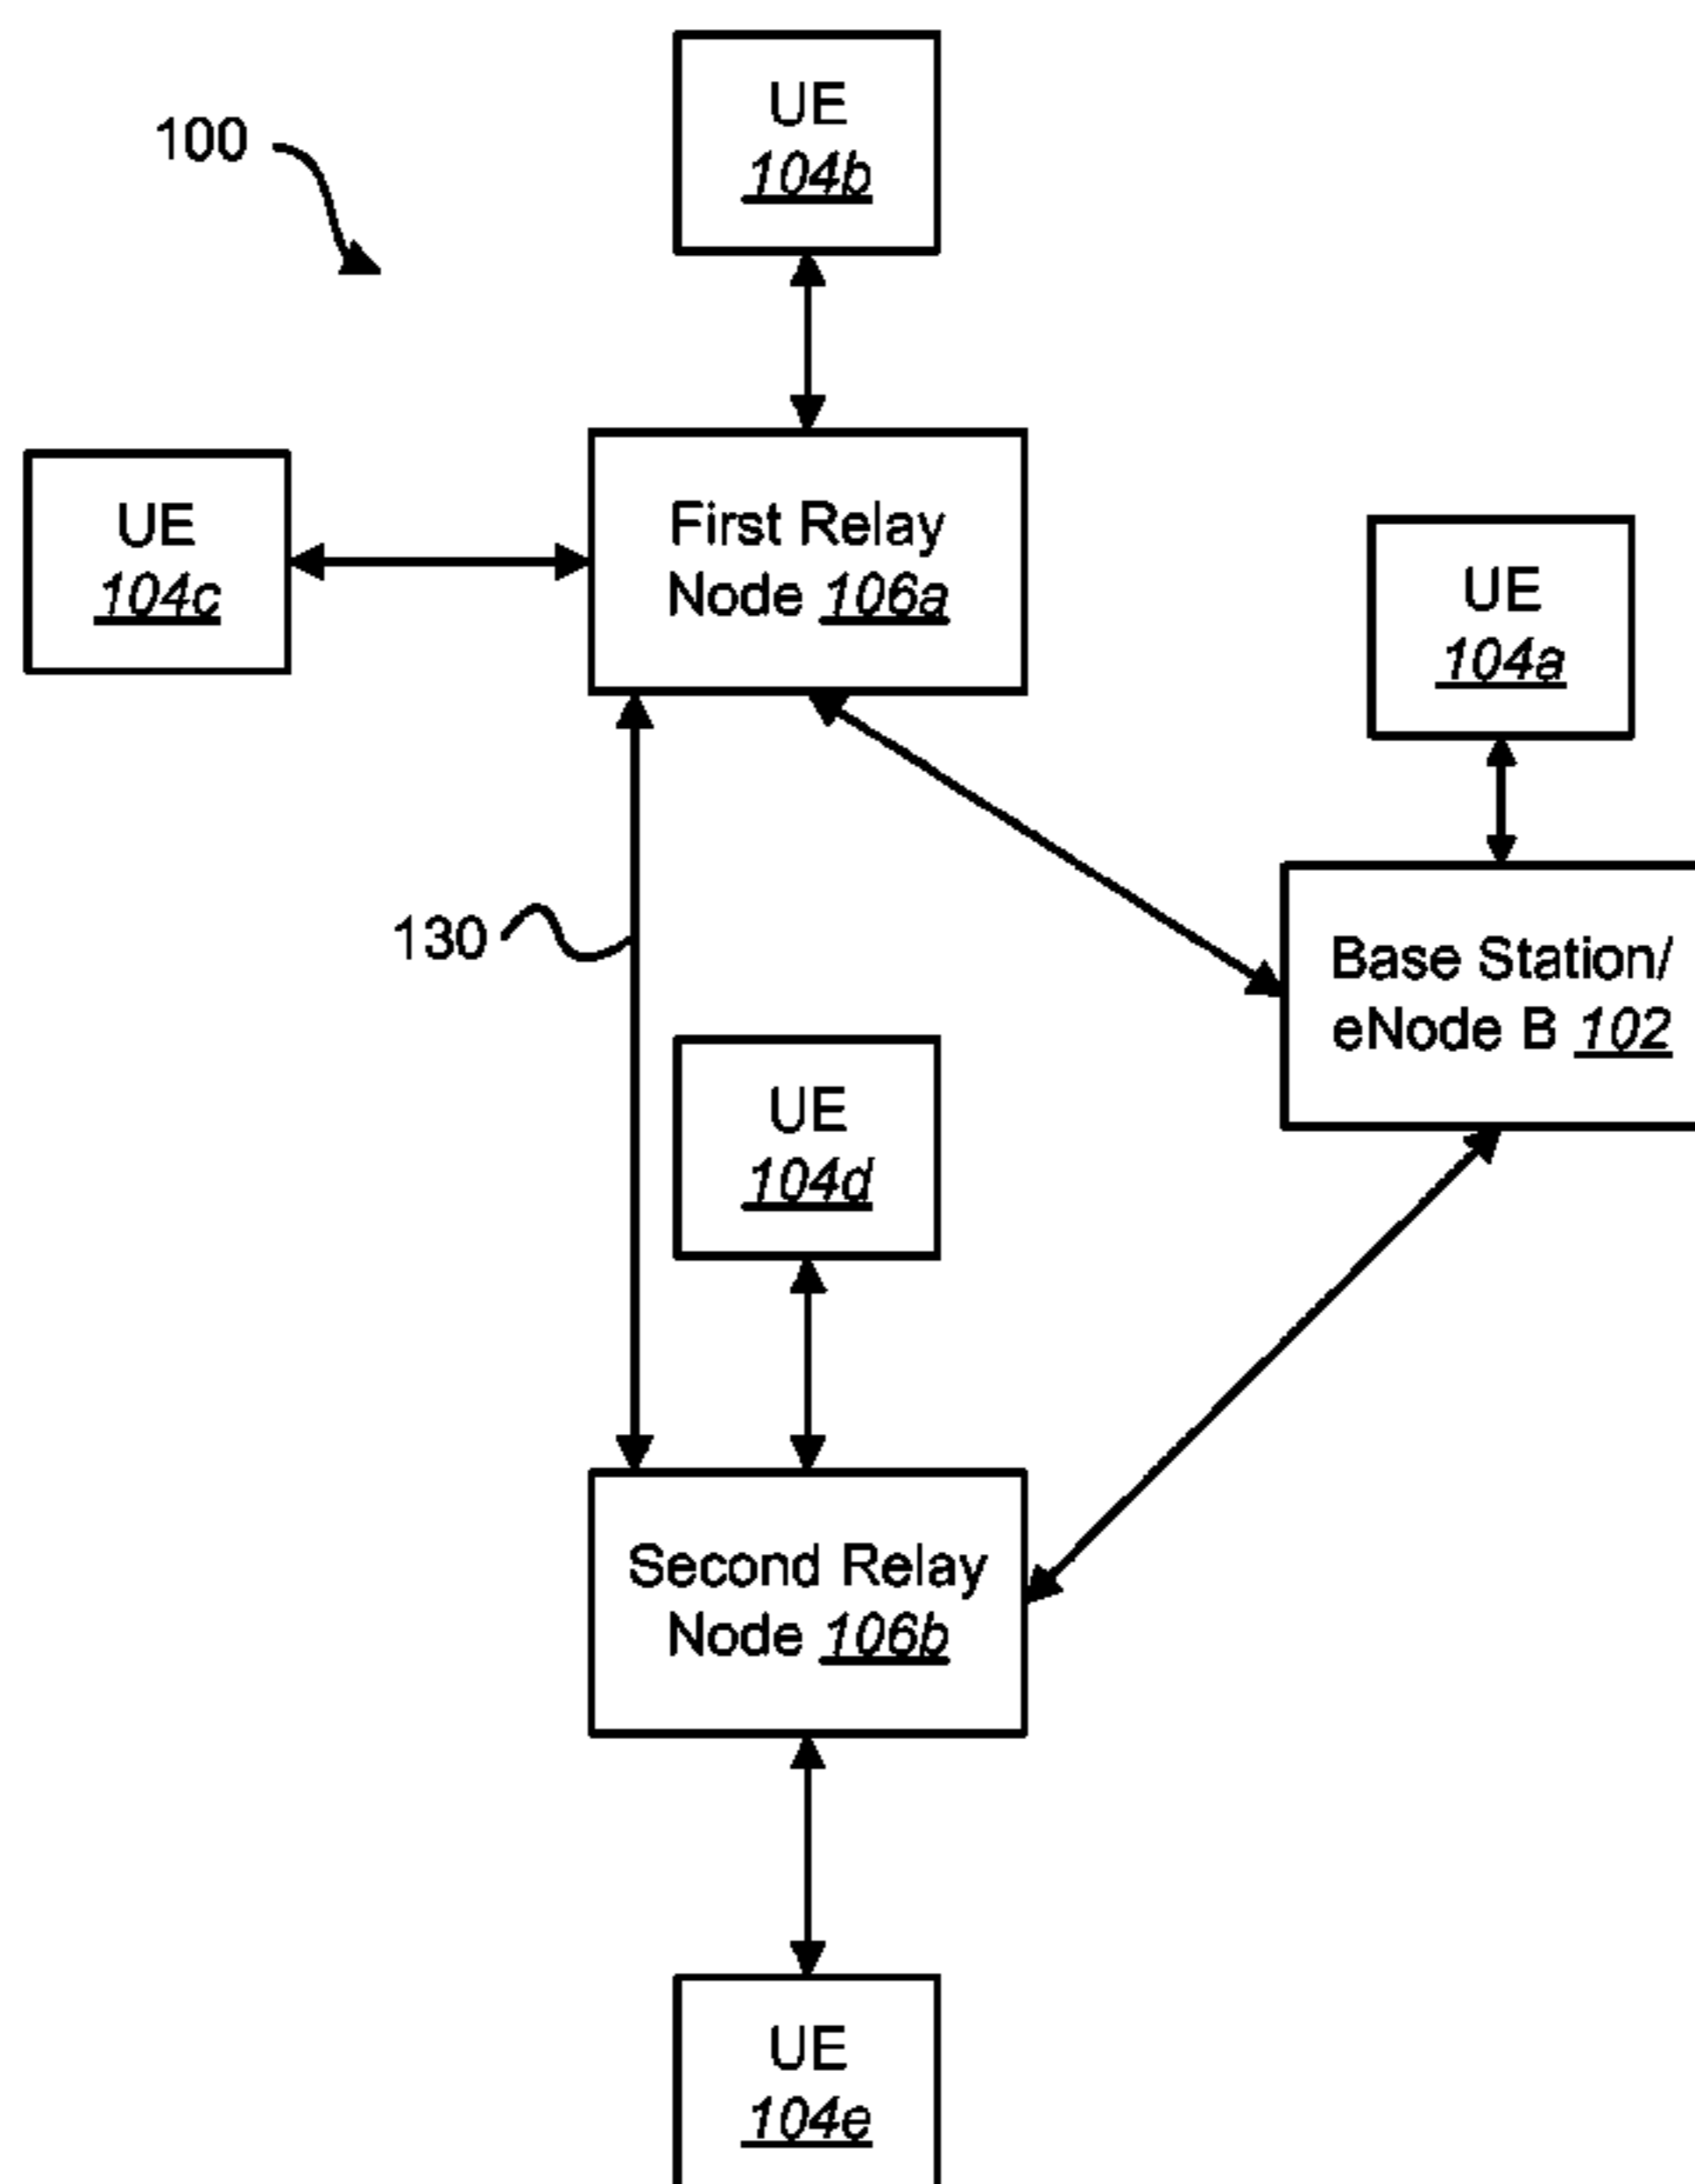 100
UE
104b
UE
104c
First Relay
Node 106a
UE
104a
130
Base Station/
eNode B 102
UE
104d
Second Relay
Node 106b
UE
104e